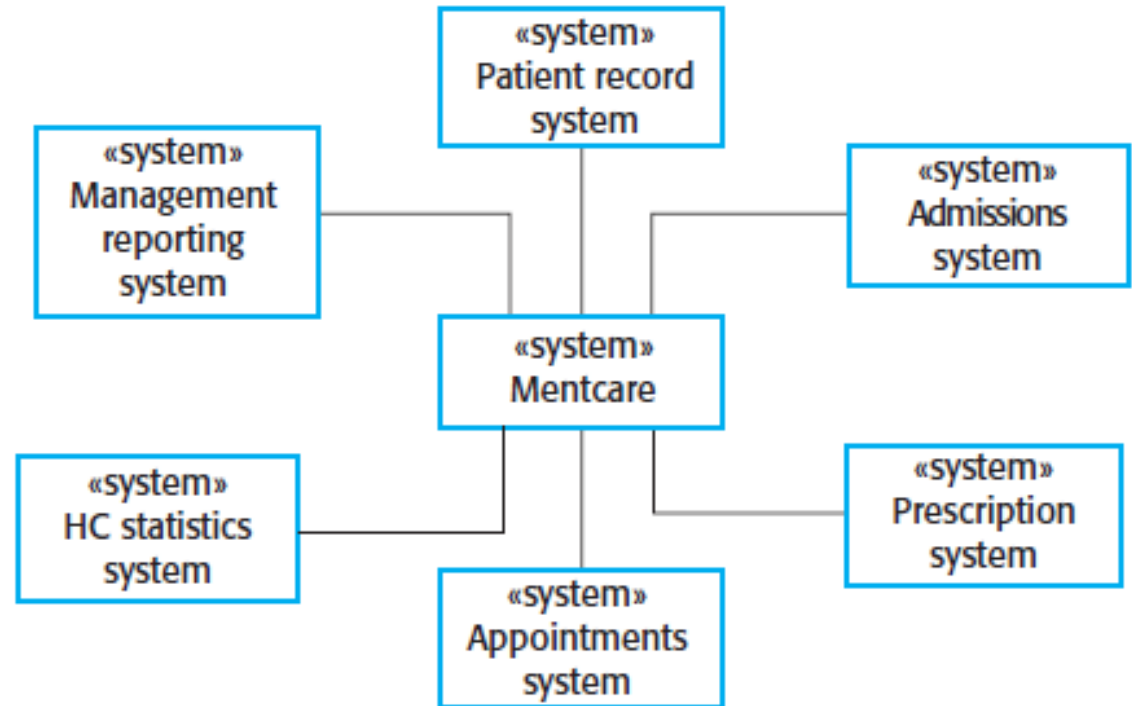 «system»
Patient record
system
«system»
Management
reporting
system
«system»
Admissions
system
«system»
Mentcare
«system»
HC statistics
system
«system»
Prescription
system
«system»
Appointments
system